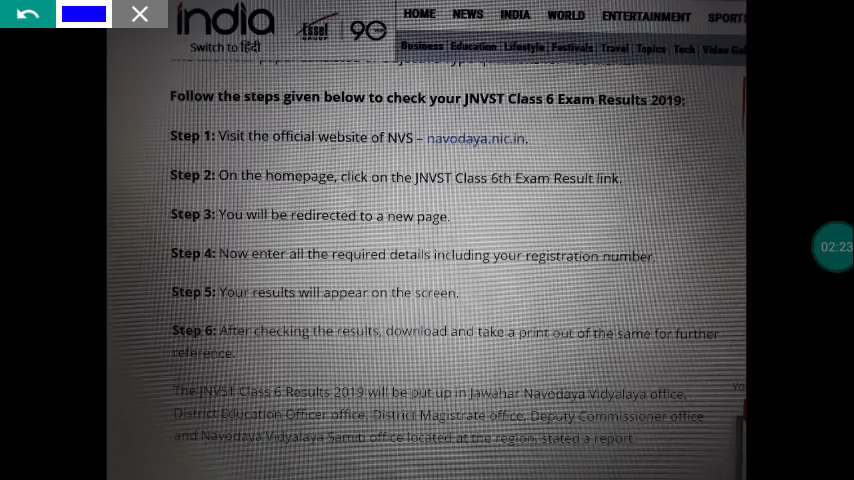 india
Switch to हिंदी
Essel
90
HOME NEWS INDIA WORLD ENTERTAINMENT SPORTS
Business Education Lifestyle Festivals Travel Topics Tech Video
Follow the steps given below to check your JNVST Class 6 Exam Results 2019:
Step 1: Visit the official website of NVS – navodaya.nic.in.
Step 2: On the homepage, click on the JNVST Class 6th Exam Result link.
Step 3: You will be redirected to a new page.
Step 4: Now enter all the required details including your registration number.
02:23
Step 5: Your results will appear on the screen.
Step 6: After checking the results, download and take a print out of the same for further
reference.
The JNVST Class 6 Results 2019 will be put up in Jawahar Navodaya Vidyalaya office,
District Education Officer office, District Magistrate office, Deputy Commissioner office
and Navodaya Vidyalaya Samiti office located at the region, stated a report.